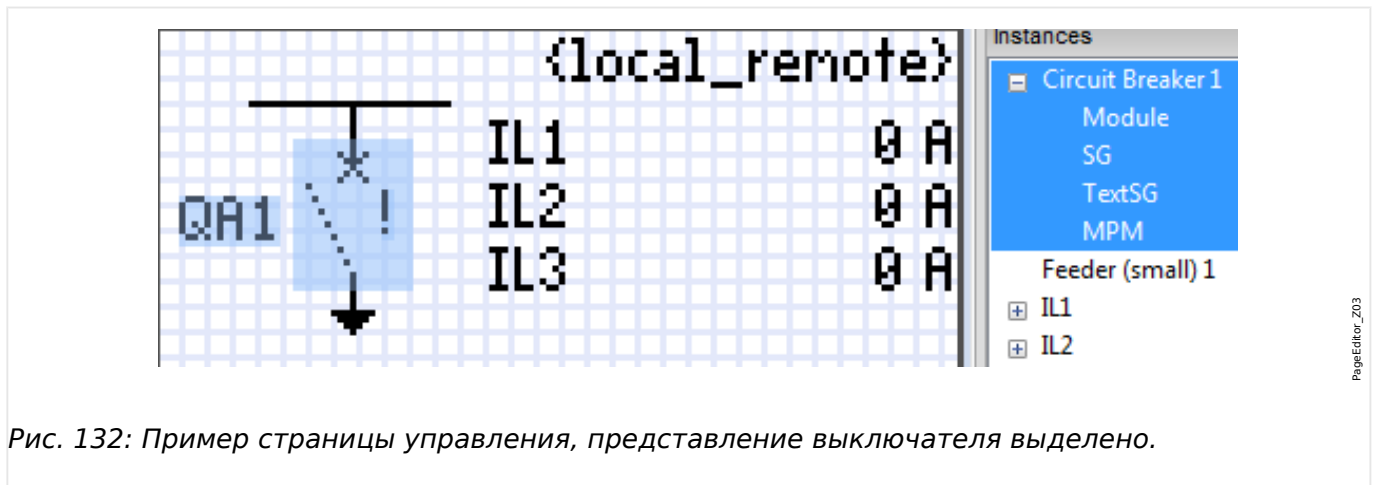 {local_remote}
IL1 0 A
QA1 ! IL2 0 A
IL3 0 A
Instances
Circuit Breaker 1
Module
SG
TextSG
MPM
Feeder (small) 1
IL1
IL2
PageEditor_Z03
Рис. 132: Пример страницы управления, представление выключателя выделено.